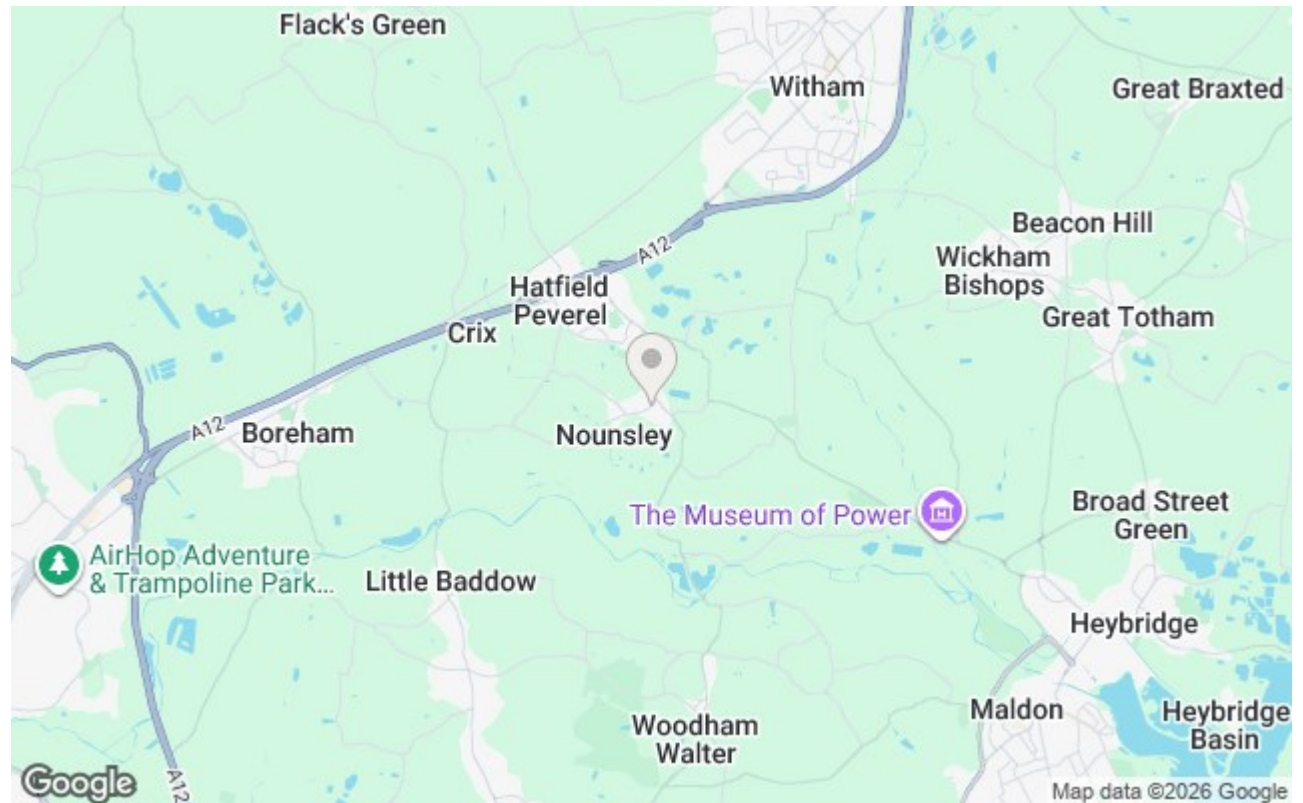 Flack's Green
Witham
Great Braxted
Beacon Hill
Wickham
Bishops
A12
Hatfield
Peverel
Great Totham
Crix
A12
Boreham
Nounsley
The Museum of Power
Broad Street
Green
AirHop Adventure
& Trampoline Park...
Little Baddow
Heybridge
Maldon
Heybridge
Basin
Woodham
Walter
A12
Google
Map data ©2026 Google